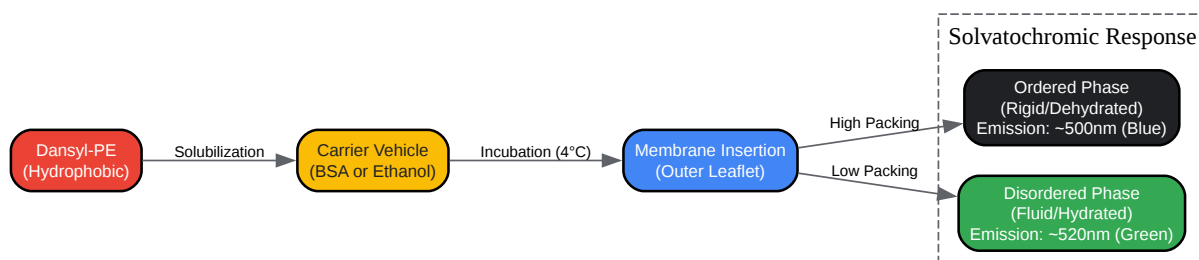 Solvatochromic Response
Dansyl-PE
(Hydrophobic)
Solubilization
Carrier Vehicle
(BSA or Ethanol)
Incubation (4°C)
Membrane Insertion
(Outer Leaflet)
High Packing
Low Packing
Ordered Phase
(Rigid/Dehydrated)
Emission: ~500nm (Blue)
Disordered Phase
(Fluid/Hydrated)
Emission: ~520nm (Green)